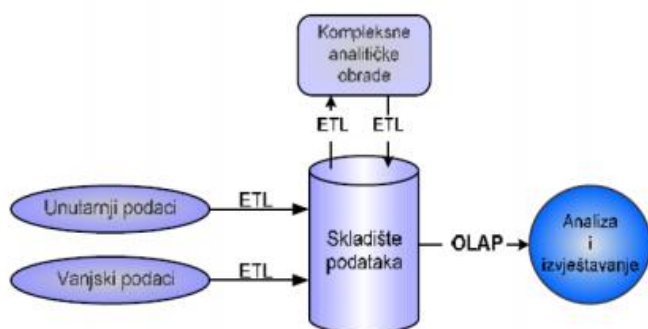 Kompleksne
analitičke
obrade
ETL ETL
Unutarnji podaci
ETL
Vanjski podaci
ETL
Skladište
podataka
OLAP
Analiza
i
izvještavanje